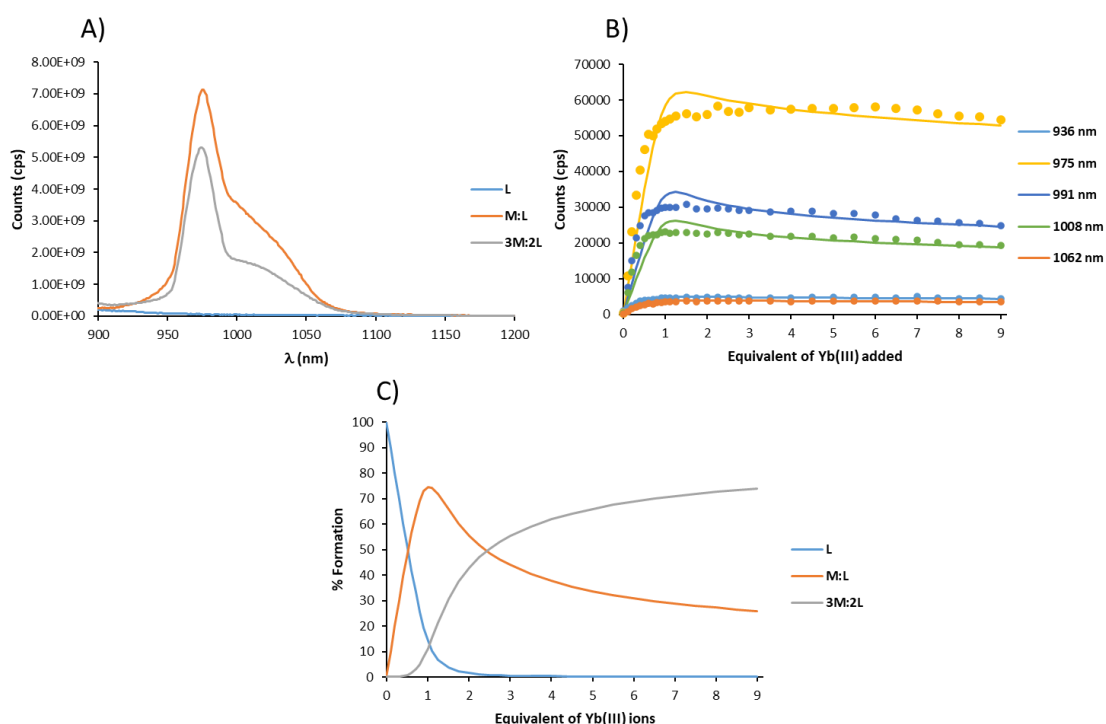 A)
8.00E+09
7.00E+09
6.00E+09
5.00E+09
4.00E+09
3.00E+09
2.00E+09
1.00E+09
0.00E+00
Counts (cps)
900 950 1000 1050 1100 1150 1200
λ (nm)
L
M:L
3M:2L
B)
70000
60000
50000
40000
30000
20000
10000
0
Counts (cps)
0 1 2 3 4 5 6 7 8 9
Equivalent of Yb(III) added
936 nm
975 nm
991 nm
1008 nm
1062 nm
C)
100
90
80
70
60
50
40
30
20
10
0
% Formation
0 1 2 3 4 5 6 7 8 9
Equivalent of Yb(III) ions
L
M:L
3M:2L